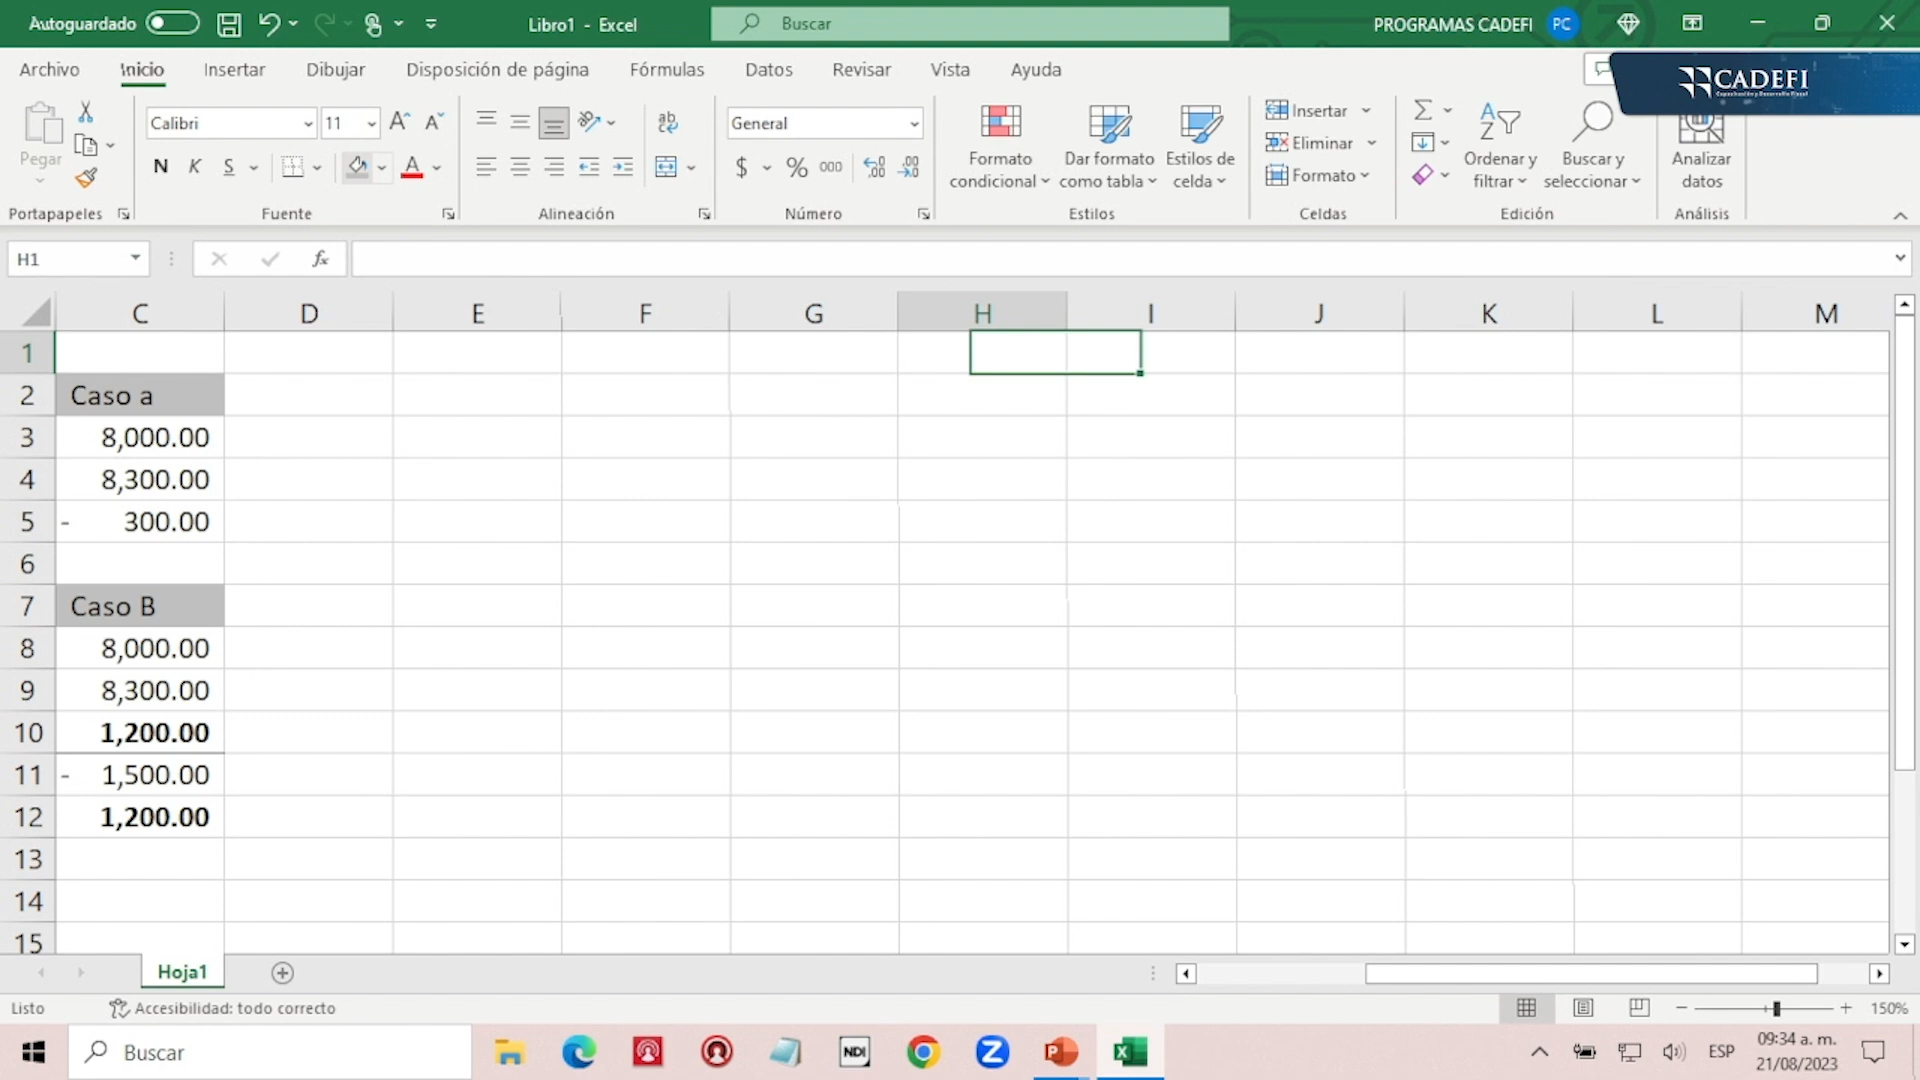 Autoguardado
Libro1 - Excel
Buscar
PROGRAMAS CADEFI
PC
Archivo
Inicio
Insertar
Dibujar
Disposición de página
Fórmulas
Datos
Revisar
Vista
Ayuda
CADEFI
Pegar
Calibri
11
N K S
General
$ % 000
Formato
condicional
Dar formato
como tabla
Estilos de
celda
Insertar
Eliminar
Formato
Ordenar y
filtrar
Buscar y
seleccionar
Analizar
datos
Portapapeles
Fuente
Alineación
Número
Estilos
Celdas
Edición
Análisis
H1
fx
C D E F G H I J K L M
1
2 Caso a
3 8,000.00
4 8,300.00
5 - 300.00
6
7 Caso B
8 8,000.00
9 8,300.00
10 1,200.00
11 - 1,500.00
12 1,200.00
13
14
15
Hoja1
Listo
Accesibilidad: todo correcto
150%
Buscar
NDI
ESP
09:34 a. m.
21/08/2023